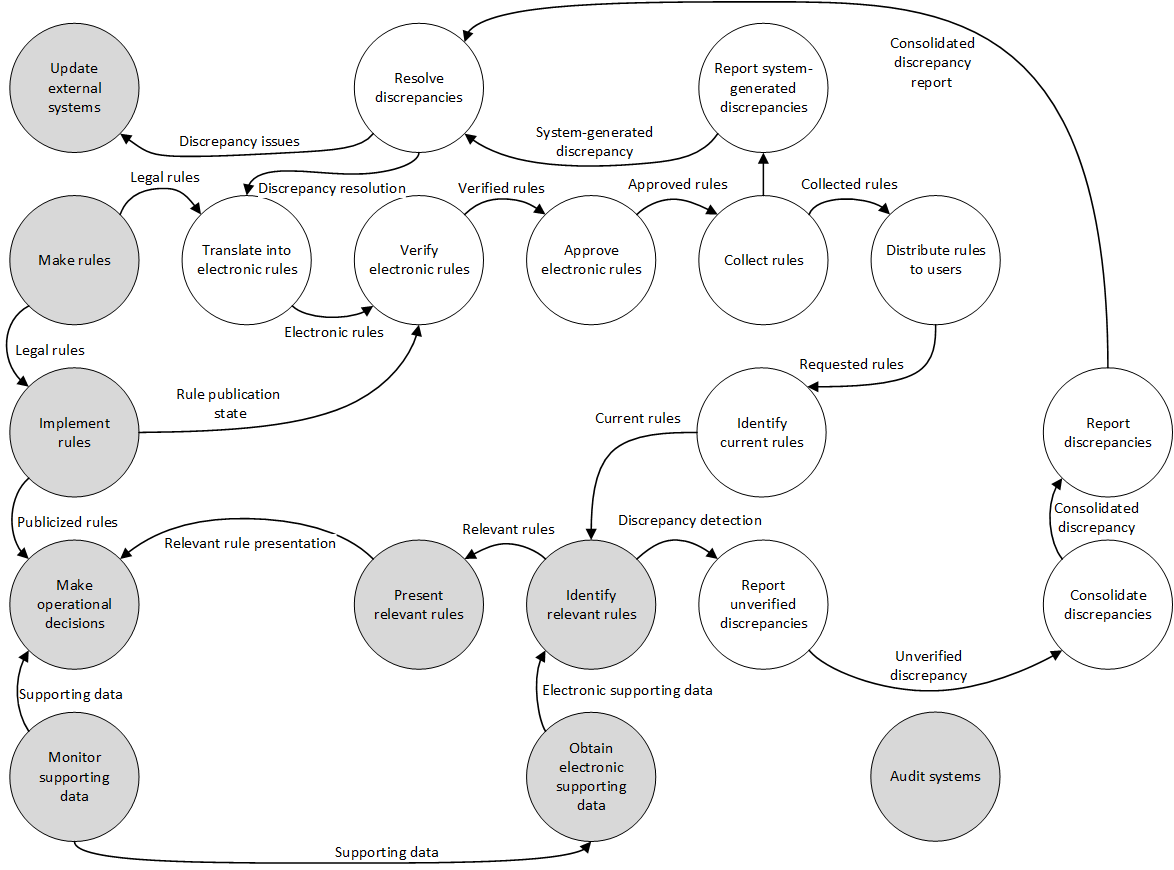 Update
external
systems
Resolve
discrepancies
Report system-
generated
discrepancies
Consolidated
discrepancy
report
Discrepancy issues
System-generated
discrepancy
Legal rules
Discrepancy resolution
Verified rules
Approved rules
Collected rules
Make rules
Translate into
electronic rules
Verify
electronic rules
Approve
electronic rules
Collect rules
Distribute rules
to users
Electronic rules
Legal rules
Requested rules
Rule publication
state
Current rules
Implement
rules
Identify
current rules
Report
discrepancies
Publicized rules
Relevant rule presentation
Relevant rules
Discrepancy detection
Consolidated
discrepancy
Make
operational
decisions
Present
relevant rules
Identify
relevant rules
Report
unverified
discrepancies
Consolidate
discrepancies
Unverified
discrepancy
Supporting data
Electronic supporting data
Monitor
supporting
data
Obtain
electronic
supporting
data
Audit systems
Supporting data